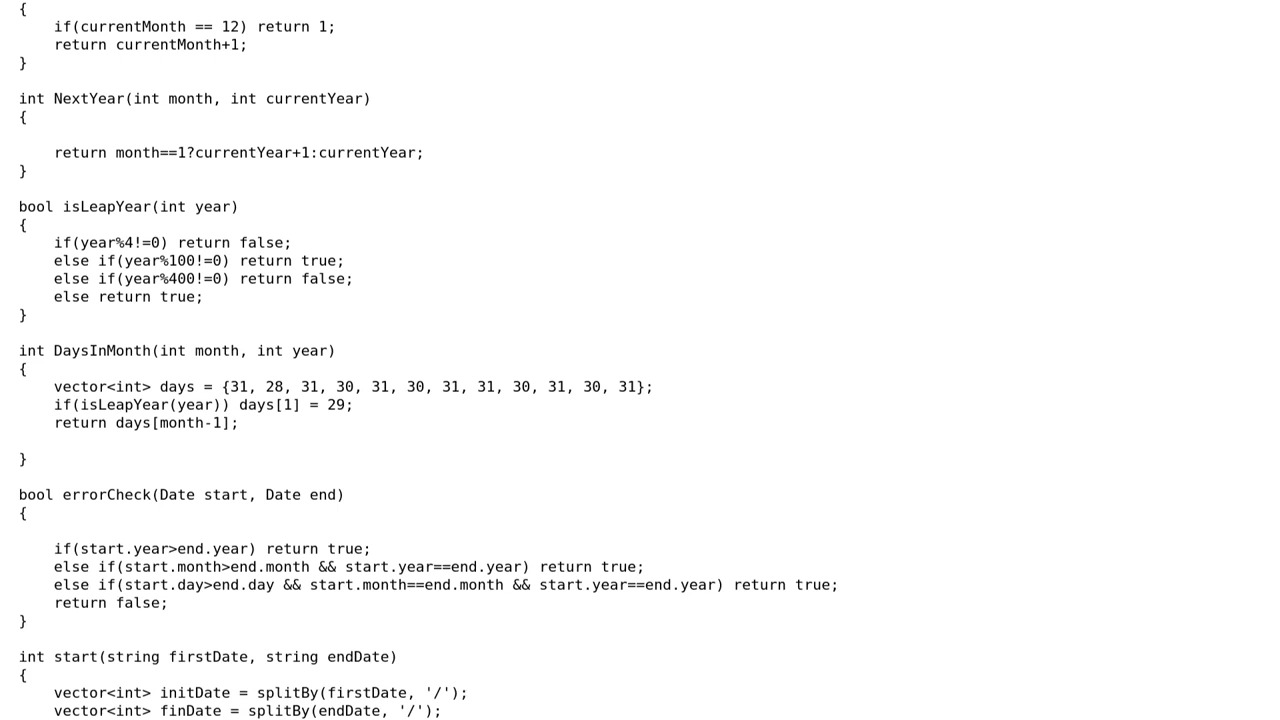 {
    if(currentMonth == 12) return 1;
    return currentMonth+1;
}

int NextYear(int month, int currentYear)
{

    return month==1?currentYear+1:currentYear;
}

bool isLeapYear(int year)
{
    if(year%4!=0) return false;
    else if(year%100!=0) return true;
    else if(year%400!=0) return false;
    else return true;
}

int DaysInMonth(int month, int year)
{
    vector<int> days = {31, 28, 31, 30, 31, 30, 31, 31, 30, 31, 30, 31};
    if(isLeapYear(year)) days[1] = 29;
    return days[month-1];

}

bool errorCheck(Date start, Date end)
{

    if(start.year>end.year) return true;
    else if(start.month>end.month && start.year==end.year) return true;
    else if(start.day>end.day && start.month==end.month && start.year==end.year) return true;
    return false;
}

int start(string firstDate, string endDate)
{
    vector<int> initDate = splitBy(firstDate, '/');
    vector<int> finDate = splitBy(endDate, '/');